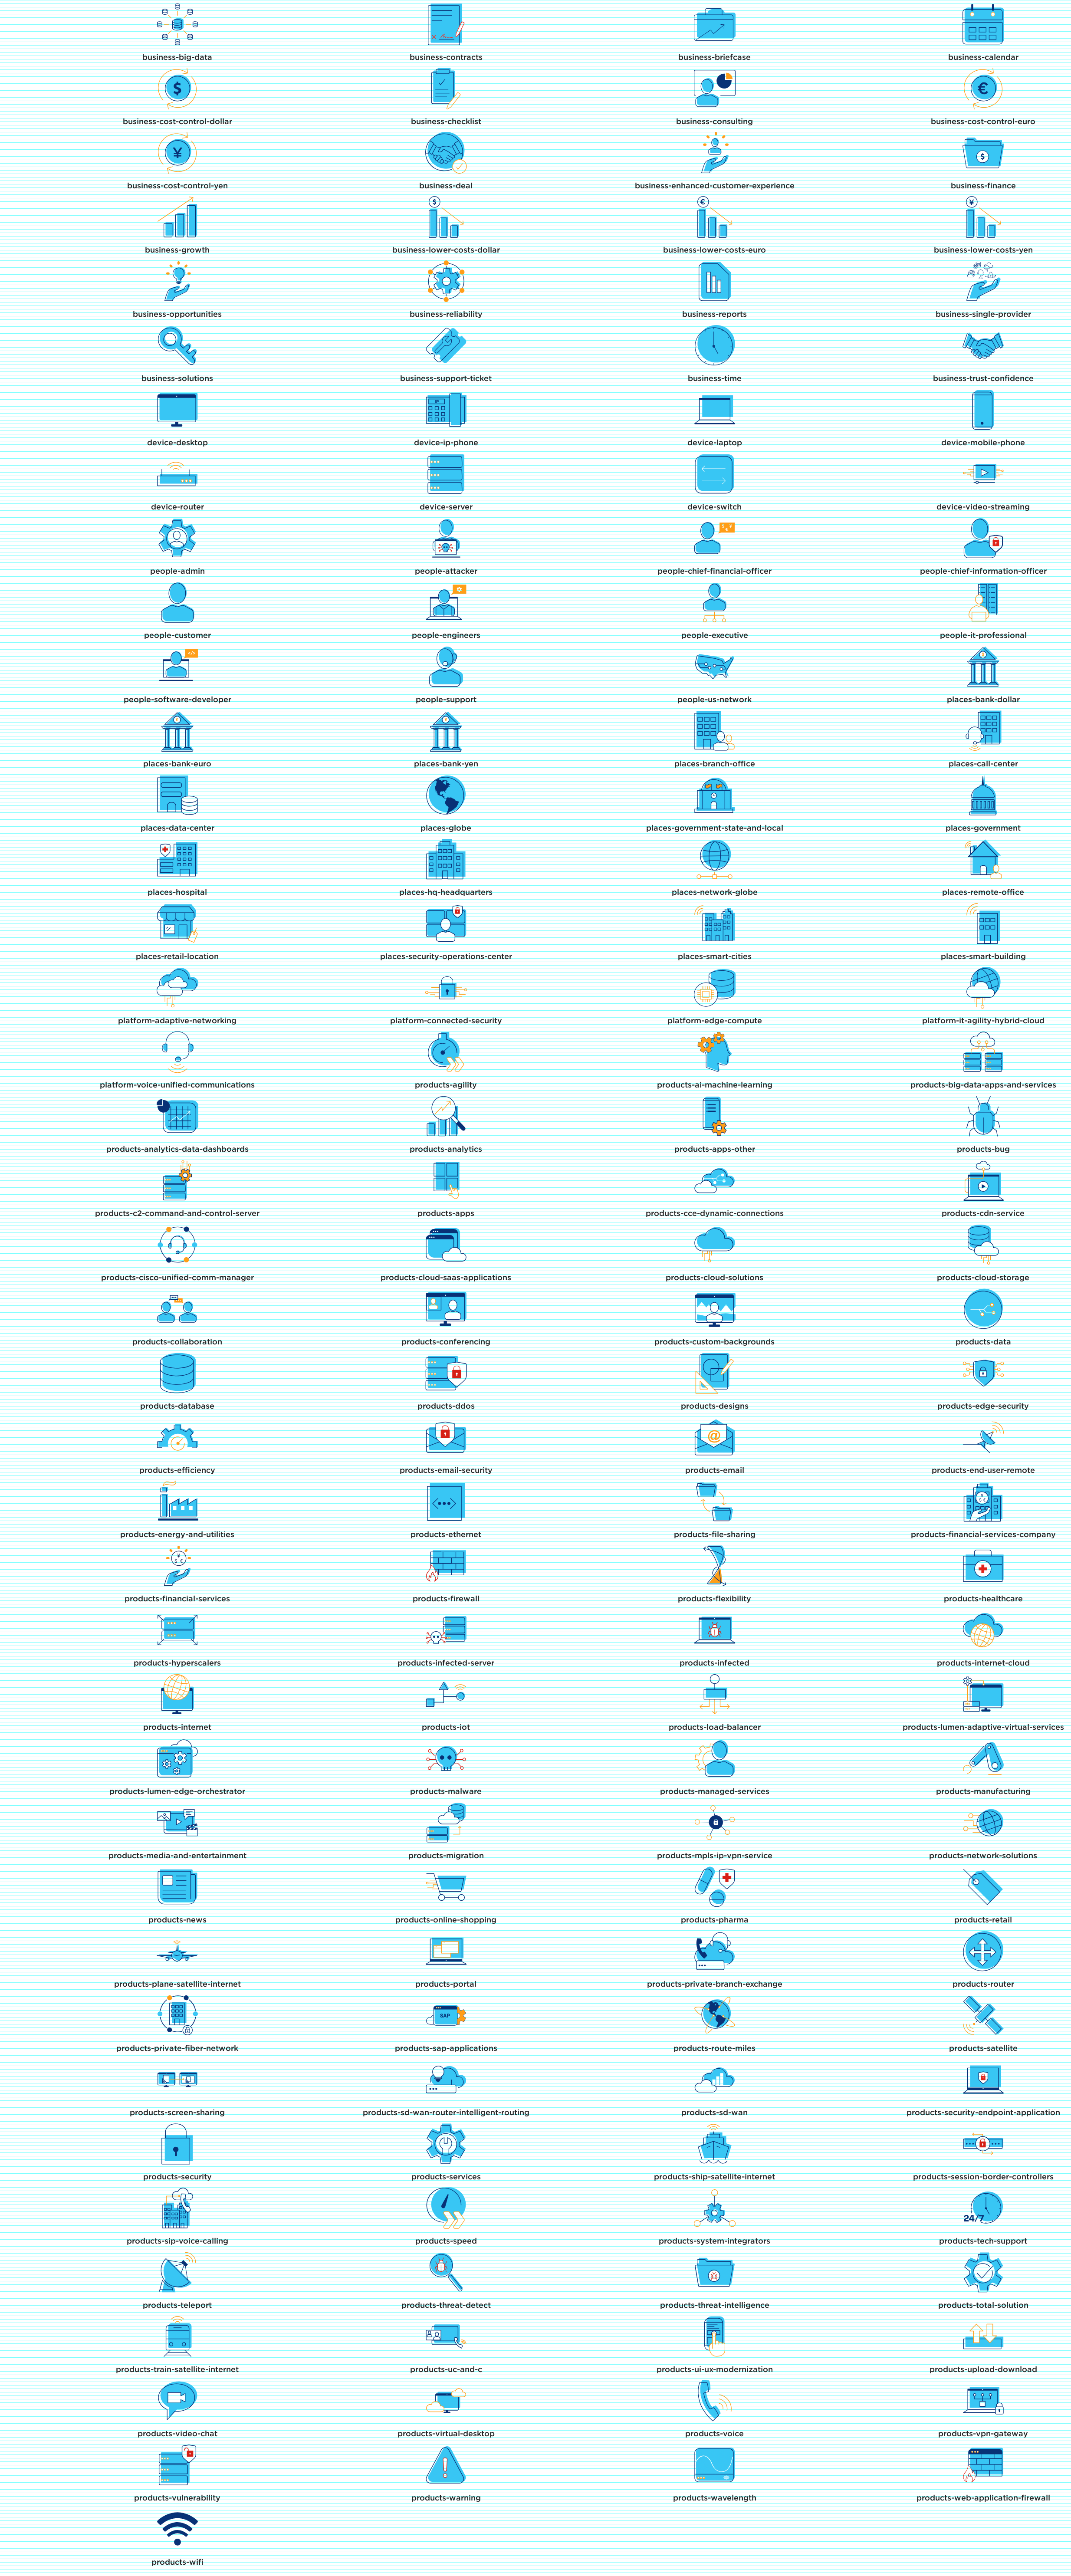 business-big-data business-contracts business-briefcase business-calendar
$ €
business-cost-control-dollar business-checklist business-consulting business-cost-control-euro
¥ $
business-cost-control-yen business-deal business-enhanced-customer-experience business-finance
$ € ¥
business-growth business-lower-costs-dollar business-lower-costs-euro business-lower-costs-yen
business-opportunities business-reliability business-reports business-single-provider
business-solutions business-support-ticket business-time business-trust-confidence
device-desktop device-ip-phone device-laptop device-mobile-phone
device-router device-server device-switch device-video-streaming
people-admin people-attacker people-chief-financial-officer people-chief-information-officer
people-customer people-engineers people-executive people-it-professional
people-software-developer people-support people-us-network places-bank-dollar
places-bank-euro places-bank-yen places-branch-office places-call-center
places-data-center places-globe places-government-state-and-local places-government
places-hospital places-hq-headquarters places-network-globe places-remote-office
places-retail-location places-security-operations-center places-smart-cities places-smart-building
platform-adaptive-networking platform-connected-security platform-edge-compute platform-it-agility-hybrid-cloud
platform-voice-unified-communications products-agility products-ai-machine-learning products-big-data-apps-and-services
products-analytics-data-dashboards products-analytics products-apps-other products-bug
products-c2-command-and-control-server products-apps products-cce-dynamic-connections products-cdn-service
products-cisco-unified-comm-manager products-cloud-saas-applications products-cloud-solutions products-cloud-storage
products-collaboration products-conferencing products-custom-backgrounds products-data
products-database products-ddos products-designs products-edge-security
@
products-efficiency products-email-security products-email products-end-user-remote
products-energy-and-utilities products-ethernet products-file-sharing products-financial-services-company
products-financial-services products-firewall products-flexibility products-healthcare
products-hyperscalers products-infected-server products-infected products-internet-cloud
products-internet products-iot products-load-balancer products-lumen-adaptive-virtual-services
products-lumen-edge-orchestrator products-malware products-managed-services products-manufacturing
products-media-and-entertainment products-migration products-mpls-ip-vpn-service products-network-solutions
products-news products-online-shopping products-pharma products-retail
products-plane-satellite-internet products-portal products-private-branch-exchange products-router
SAP
products-private-fiber-network products-sap-applications products-route-miles products-satellite
products-screen-sharing products-sd-wan-router-intelligent-routing products-sd-wan products-security-endpoint-application
products-security products-services products-ship-satellite-internet products-session-border-controllers
24/7
products-sip-voice-calling products-speed products-system-integrators products-tech-support
products-teleport products-threat-detect products-threat-intelligence products-total-solution
products-train-satellite-internet products-uc-and-c products-ui-ux-modernization products-upload-download
products-video-chat products-virtual-desktop products-voice products-vpn-gateway
products-vulnerability products-warning products-wavelength products-web-application-firewall
products-wifi